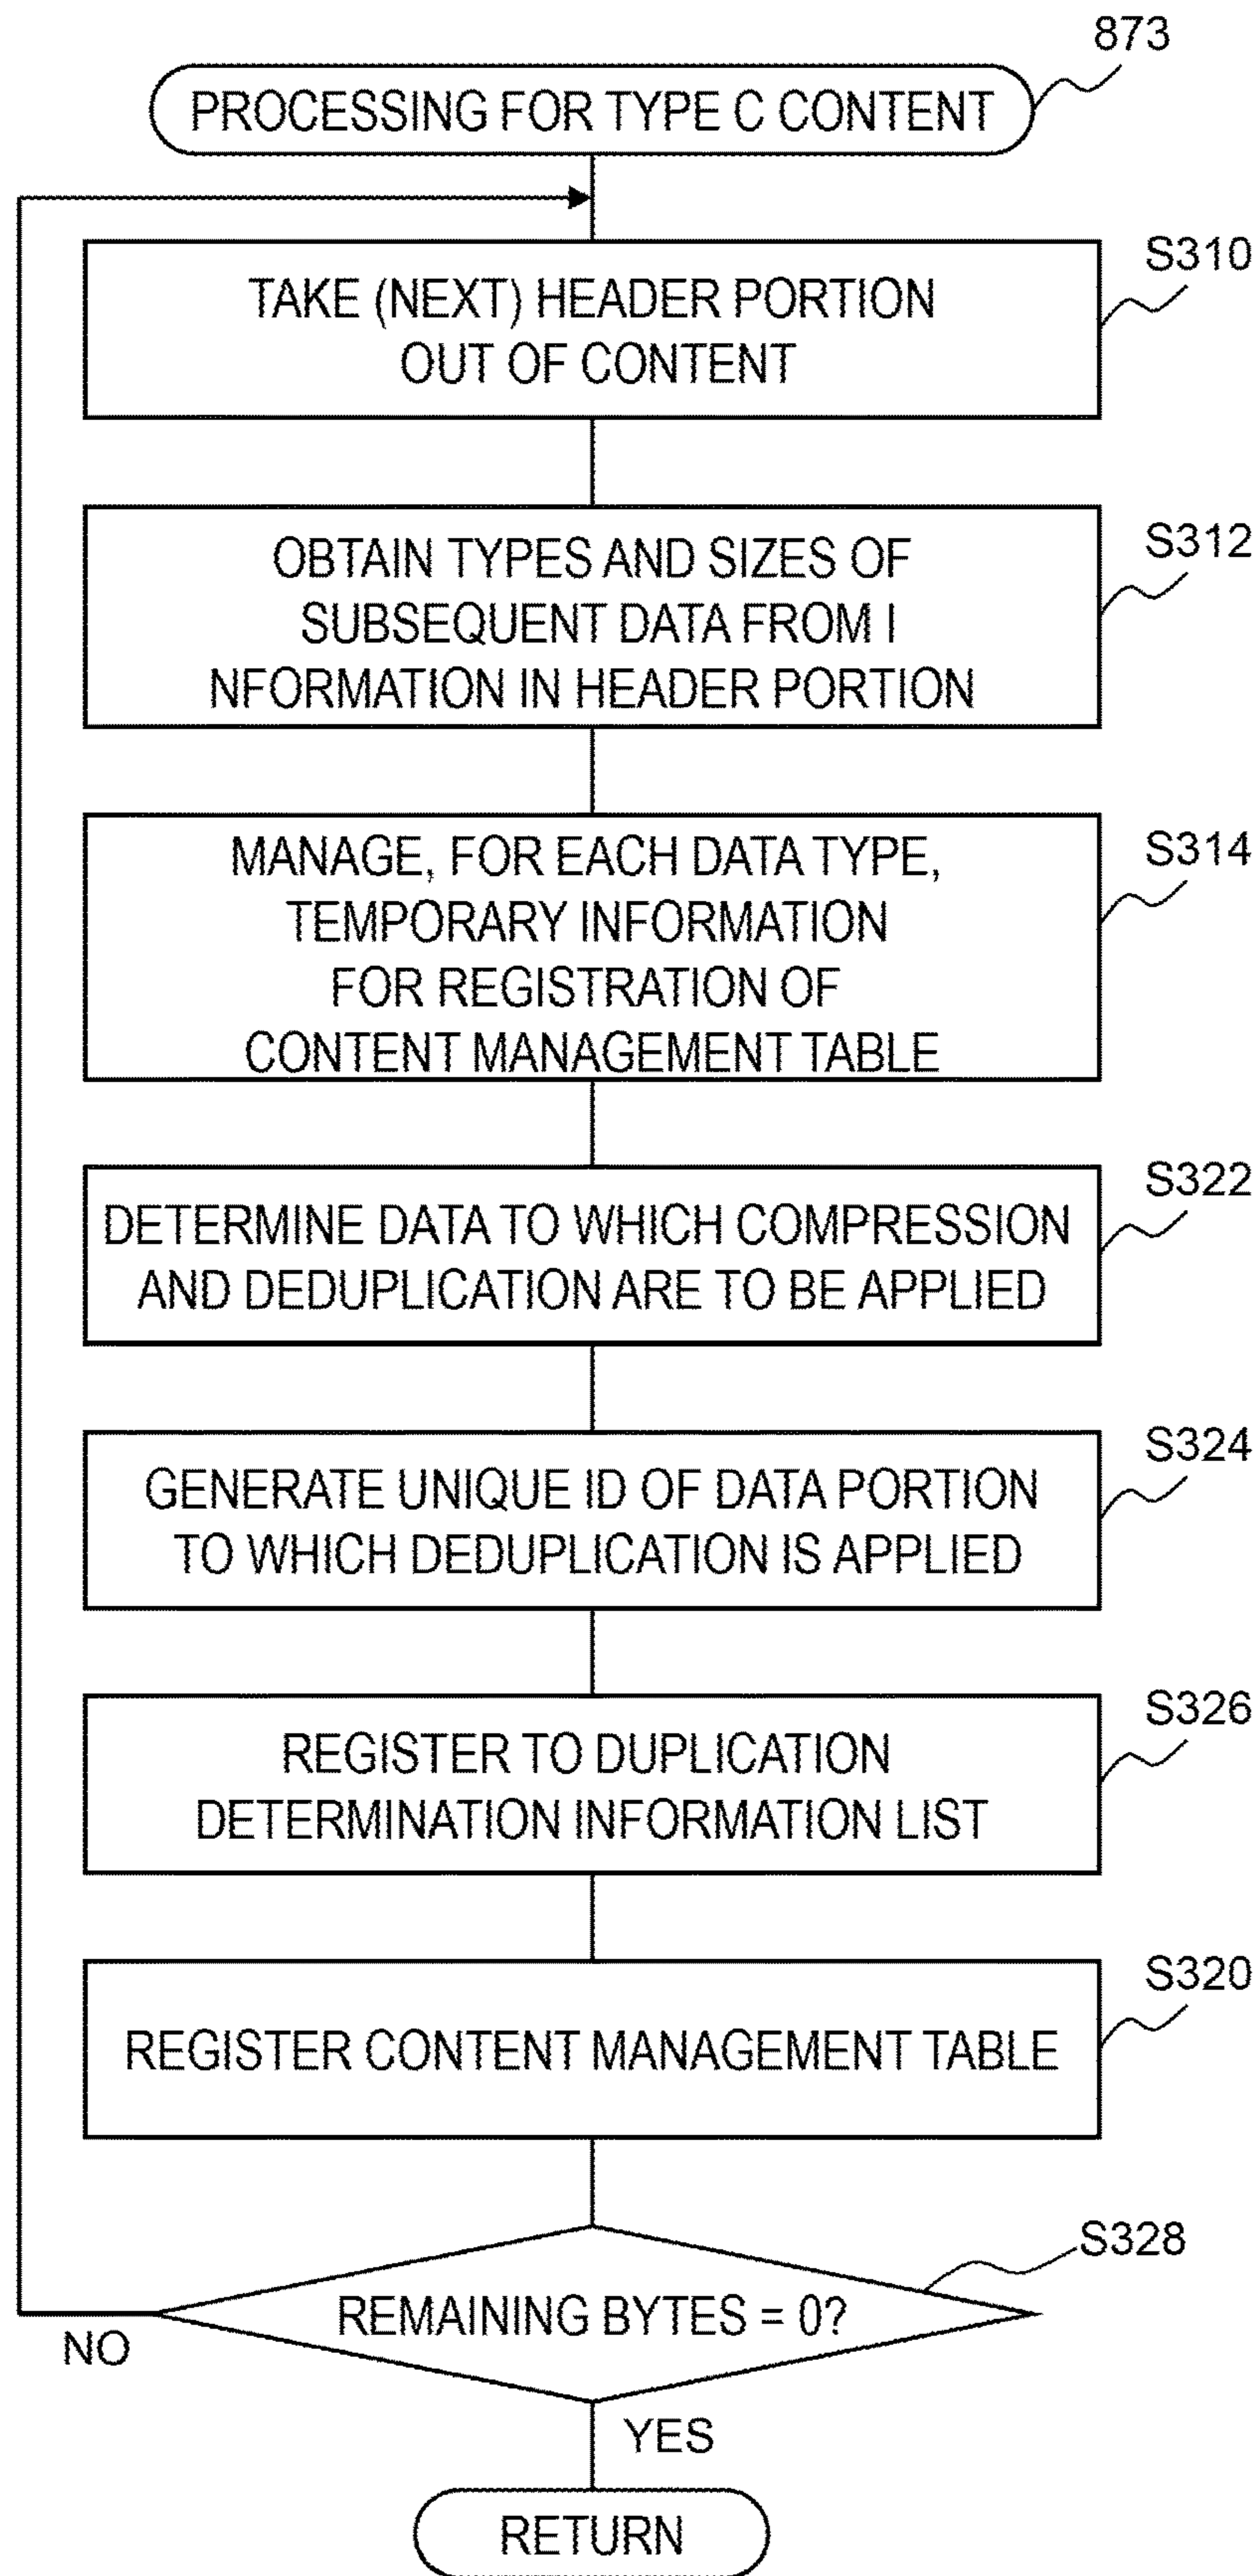 873
PROCESSING FOR TYPE C CONTENT
S310
TAKE (NEXT) HEADER PORTION
OUT OF CONTENT
S312
OBTAIN TYPES AND SIZES OF
SUBSEQUENT DATA FROM I
NFORMATION IN HEADER PORTION
S314
MANAGE, FOR EACH DATA TYPE,
TEMPORARY INFORMATION
FOR REGISTRATION OF
CONTENT MANAGEMENT TABLE
S322
DETERMINE DATA TO WHICH COMPRESSION
AND DEDUPLICATION ARE TO BE APPLIED
S324
GENERATE UNIQUE ID OF DATA PORTION
TO WHICH DEDUPLICATION IS APPLIED
S326
REGISTER TO DUPLICATION
DETERMINATION INFORMATION LIST
S320
REGISTER CONTENT MANAGEMENT TABLE
S328
REMAINING BYTES = 0?
NO
YES
RETURN